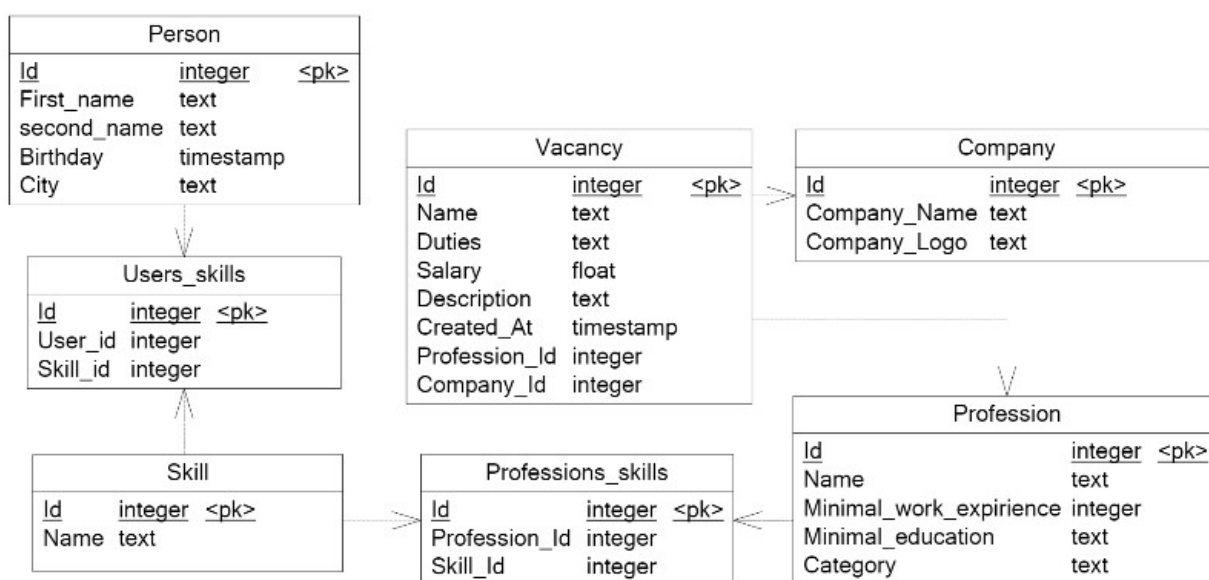 Person
Id integer <pk>
First_name text
second_name text
Birthday timestamp
City text
Users_skills
Id integer <pk>
User_id integer
Skill_id integer
Skill
Id integer <pk>
Name text
Vacancy
Id integer <pk>
Name text
Duties text
Salary float
Description text
Created_At timestamp
Profession_Id integer
Company_Id integer
Professions_skills
Id integer <pk>
Profession_Id integer
Skill_Id integer
Company
Id integer <pk>
Company_Name text
Company_Logo text
Profession
Id integer <pk>
Name text
Minimal_work_expirience integer
Minimal_education text
Category text